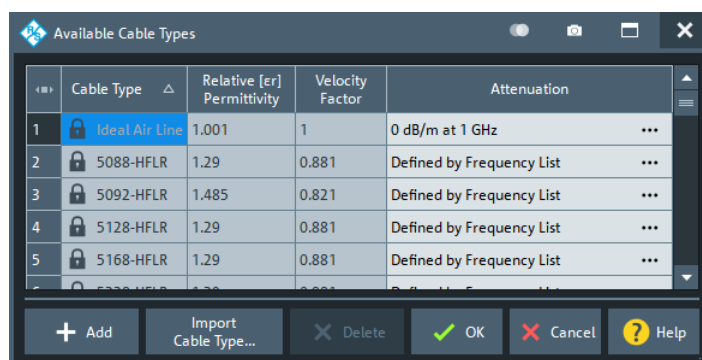 Available Cable Types
Cable Type Relative [εr] Permittivity Velocity Factor Attenuation
1 Ideal Air Line 1.001 1 0 dB/m at 1 GHz ...
2 5088-HFLR 1.29 0.881 Defined by Frequency List ...
3 5092-HFLR 1.485 0.821 Defined by Frequency List ...
4 5128-HFLR 1.29 0.881 Defined by Frequency List ...
5 5168-HFLR 1.29 0.881 Defined by Frequency List ...
+ Add
Import
Cable Type...
Delete
OK
Cancel
? Help